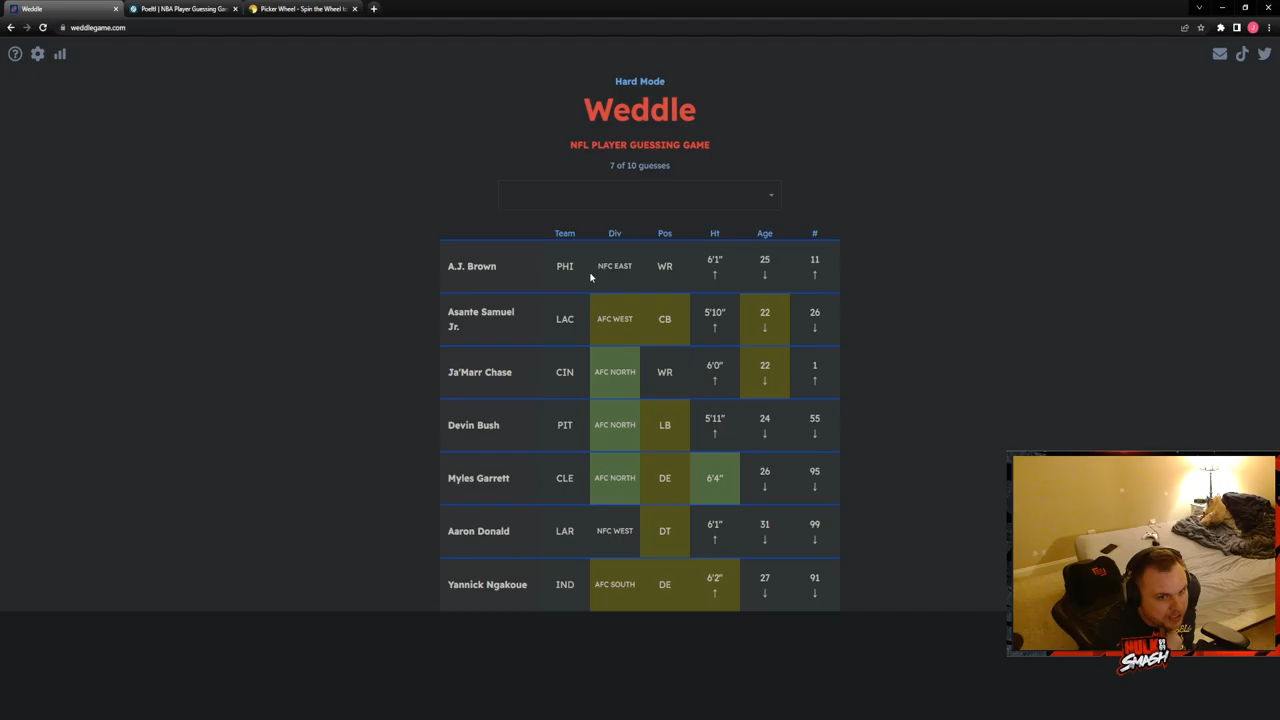 Weddle
Poeltl | NBA Player Guessing Ga
Picker Wheel - Spin the Wheel to
weddlegame.com
Hard Mode
Weddle
NFL PLAYER GUESSING GAME
7 of 10 guesses
Team Div Pos Ht Age #
A.J. Brown PHI NFC EAST WR 6'1" ↑ 25 ↓ 11 ↑
Asante Samuel Jr. LAC AFC WEST CB 5'10" ↑ 22 ↓ 26 ↓
Ja'Marr Chase CIN AFC NORTH WR 6'0" ↑ 22 ↓ 1 ↑
Devin Bush PIT AFC NORTH LB 5'11" ↑ 24 ↓ 55 ↓
Myles Garrett CLE AFC NORTH DE 6'4" 26 ↓ 95 ↓
Aaron Donald LAR NFC WEST DT 6'1" ↑ 31 ↓ 99 ↓
Yannick Ngakoue IND AFC SOUTH DE 6'2" ↑ 27 ↓ 91 ↓
HULK
SMASH